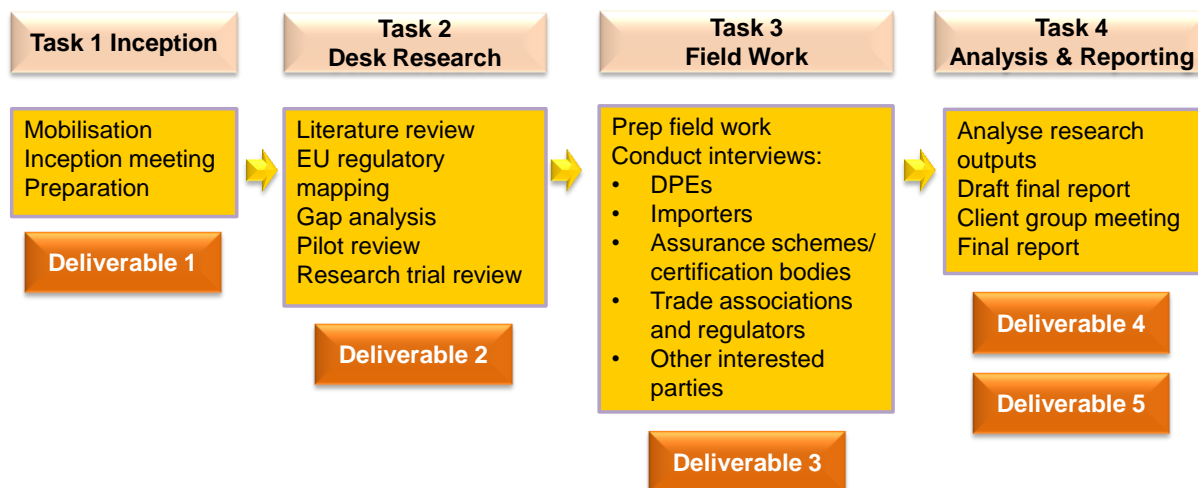 Task 1 Inception
Mobilisation
Inception meeting
Preparation
Deliverable 1
Task 2
Desk Research
Literature review
EU regulatory
mapping
Gap analysis
Pilot review
Research trial review
Deliverable 2
Task 3
Field Work
Prep field work
Conduct interviews:
• DPEs
• Importers
• Assurance schemes/
certification bodies
• Trade associations
and regulators
• Other interested
parties
Deliverable 3
Task 4
Analysis & Reporting
Analyse research
outputs
Draft final report
Client group meeting
Final report
Deliverable 4
Deliverable 5